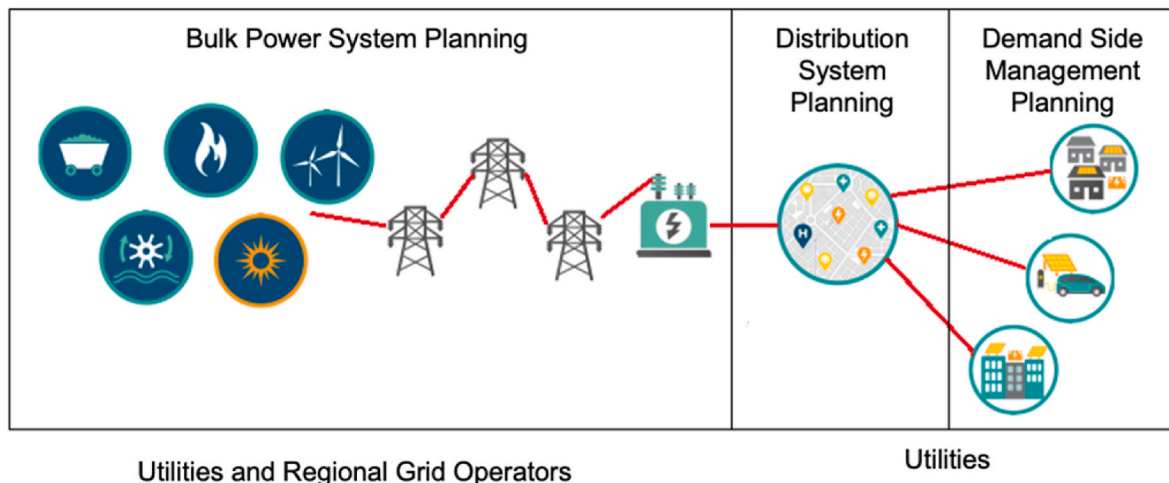 Bulk Power System Planning
Distribution
System
Planning
Demand Side
Management
Planning
H
Utilities and Regional Grid Operators
Utilities